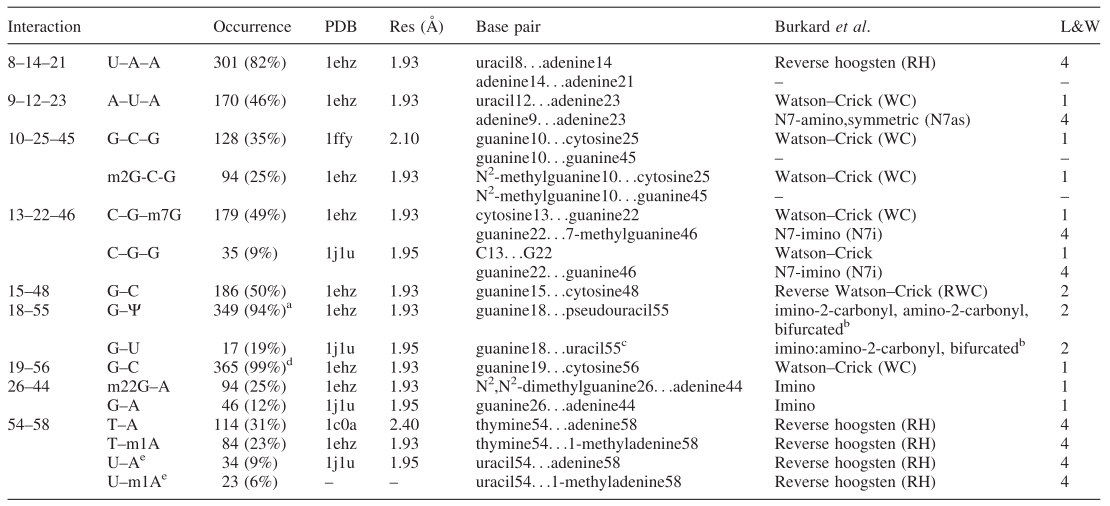 Interaction Occurrence PDB Res (Å) Base pair Burkard et al. L&W
8–14–21 U–A–A 301 (82%) 1ehz 1.93 uracil8. . .adenine14 Reverse hoogsten (RH) 4
adenine14. . .adenine21 – –
9–12–23 A–U–A 170 (46%) 1ehz 1.93 uracil12. . .adenine23 Watson–Crick (WC) 1
adenine9. . .adenine23 N7-amino,symmetric (N7as) 4
10–25–45 G–C–G 128 (35%) 1ffy 2.10 guanine10. . .cytosine25 Watson–Crick (WC) 1
guanine10. . .guanine45 – –
m2G-C-G 94 (25%) 1ehz 1.93 N2-methylguanine10. . .cytosine25 Watson–Crick (WC) 1
N2-methylguanine10. . .guanine45 – –
13–22–46 C–G–m7G 179 (49%) 1ehz 1.93 cytosine13. . .guanine22 Watson–Crick (WC) 1
guanine22. . .7-methylguanine46 N7-imino (N7i) 4
C–G–G 35 (9%) 1j1u 1.95 C13. . .G22 Watson–Crick 1
guanine22. . .guanine46 N7-imino (N7i) 4
15–48 G–C 186 (50%) 1ehz 1.93 guanine15. . .cytosine48 Reverse Watson–Crick (RWC) 2
18–55 G–Ψ 349 (94%)a 1ehz 1.93 guanine18. . .pseudouracil55 imino-2-carbonyl, amino-2-carbonyl, 2
bifurcatedb
G–U 17 (19%) 1j1u 1.95 guanine18. . .uracil55c imino:amino-2-carbonyl, bifurcatedb 2
19–56 G–C 365 (99%)d 1ehz 1.93 guanine19. . .cytosine56 Watson–Crick (WC) 1
26–44 m22G–A 94 (25%) 1ehz 1.93 N2,N2-dimethylguanine26. . .adenine44 Imino 1
G–A 46 (12%) 1j1u 1.95 guanine26. . .adenine44 Imino 1
54–58 T–A 114 (31%) 1c0a 2.40 thymine54. . .adenine58 Reverse hoogsten (RH) 4
T–m1A 84 (23%) 1ehz 1.93 thymine54. . .1-methyladenine58 Reverse hoogsten (RH) 4
U–Ae 34 (9%) 1j1u 1.95 uracil54. . .adenine58 Reverse hoogsten (RH) 4
U–m1Ae 23 (6%) – – uracil54. . .1-methyladenine58 Reverse hoogsten (RH) 4